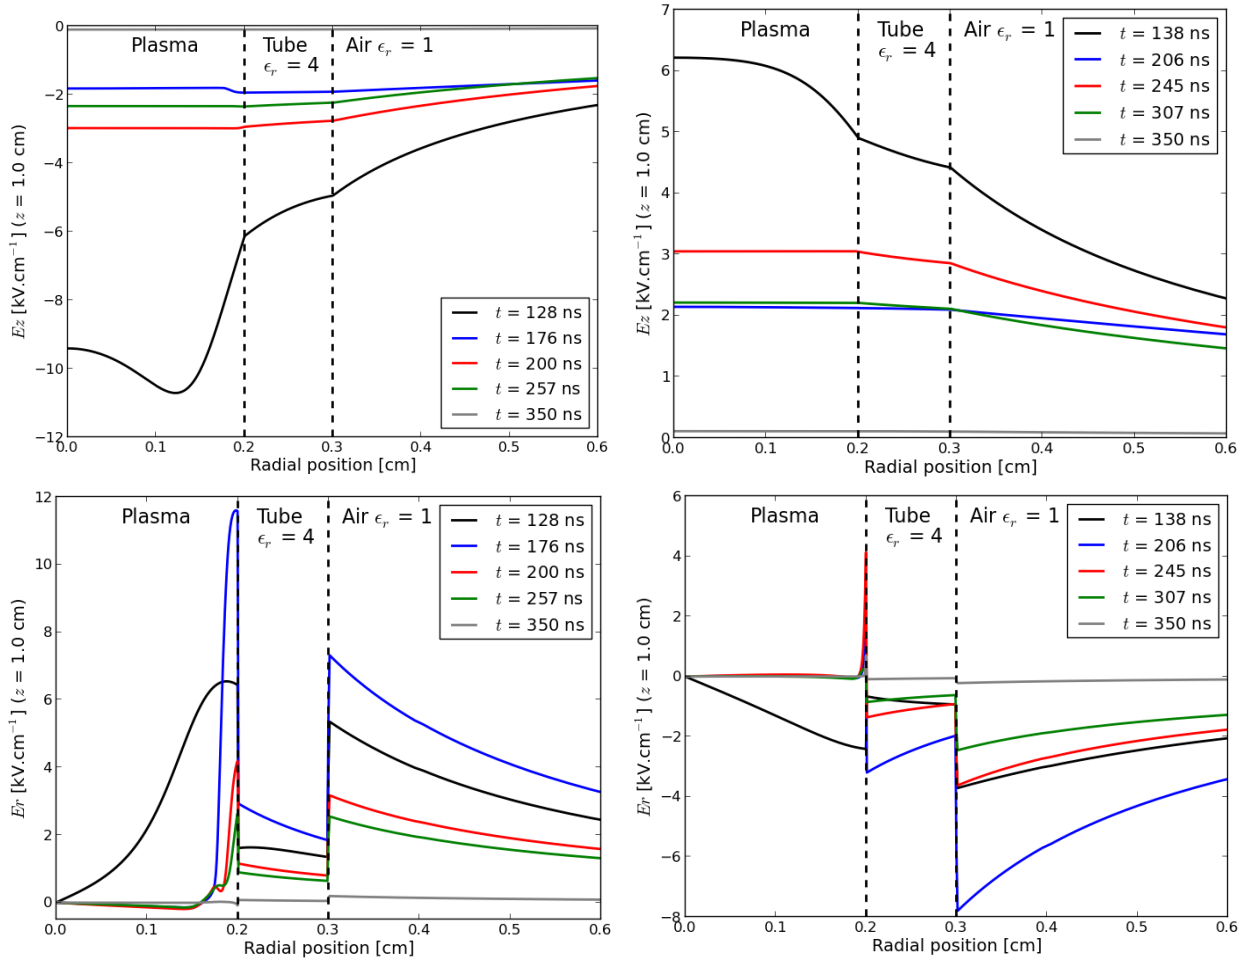 Plasma
Tube
ϵr = 4
Air ϵr = 1
Ez [kV.cm−1] (z = 1.0 cm)
0
−2
−4
−6
−8
−10
−12
t = 128 ns
t = 176 ns
t = 200 ns
t = 257 ns
t = 350 ns
0.0 0.1 0.2 0.3 0.4 0.5 0.6
Radial position [cm]
Plasma
Tube
ϵr = 4
Air ϵr = 1
Ez [kV.cm−1] (z = 1.0 cm)
7
6
5
4
3
2
1
0
t = 138 ns
t = 206 ns
t = 245 ns
t = 307 ns
t = 350 ns
0.0 0.1 0.2 0.3 0.4 0.5 0.6
Radial position [cm]
Plasma
Tube
ϵr = 4
Air ϵr = 1
Er [kV.cm−1] (z = 1.0 cm)
12
10
8
6
4
2
0
t = 128 ns
t = 176 ns
t = 200 ns
t = 257 ns
t = 350 ns
0.0 0.1 0.2 0.3 0.4 0.5 0.6
Radial position [cm]
Plasma
Tube
ϵr = 4
Air ϵr = 1
Er [kV.cm−1] (z = 1.0 cm)
6
4
2
0
−2
−4
−6
−8
t = 138 ns
t = 206 ns
t = 245 ns
t = 307 ns
t = 350 ns
0.0 0.1 0.2 0.3 0.4 0.5 0.6
Radial position [cm]